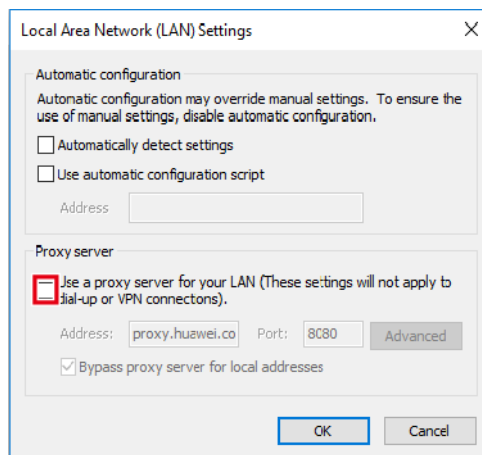 Local Area Network (LAN) Settings
Automatic configuration
Automatic configuration may override manual settings. To ensure the
use of manual settings, disable automatic configuration.
Automatically detect settings
Use automatic configuration script
Address
Proxy server
Use a proxy server for your LAN (These settings will not apply to
dial-up or VPN connectons).
Address: proxy.huawei.co Port: 8080 Advanced
Bypass proxy server for local addresses
OK Cancel